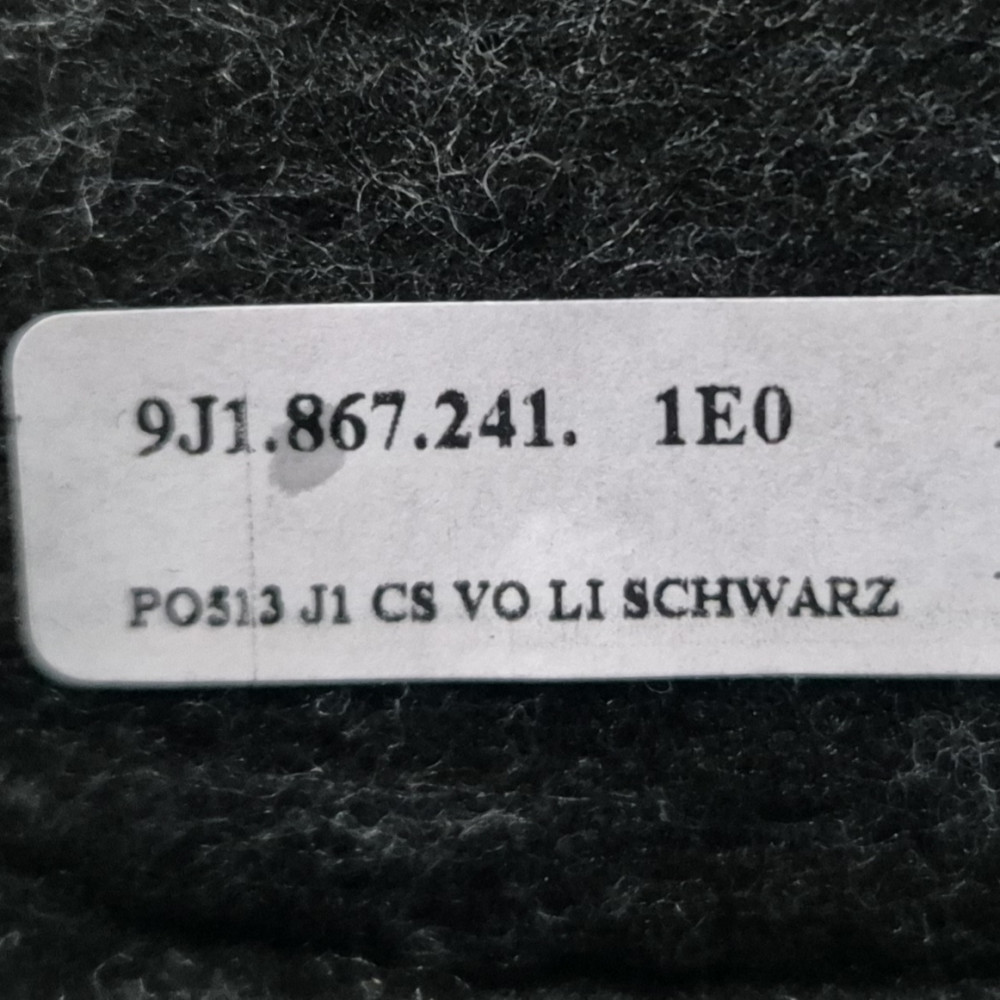 9J1.867.241. 1E0
PO513 J1 CS VO LI SCHWARZ